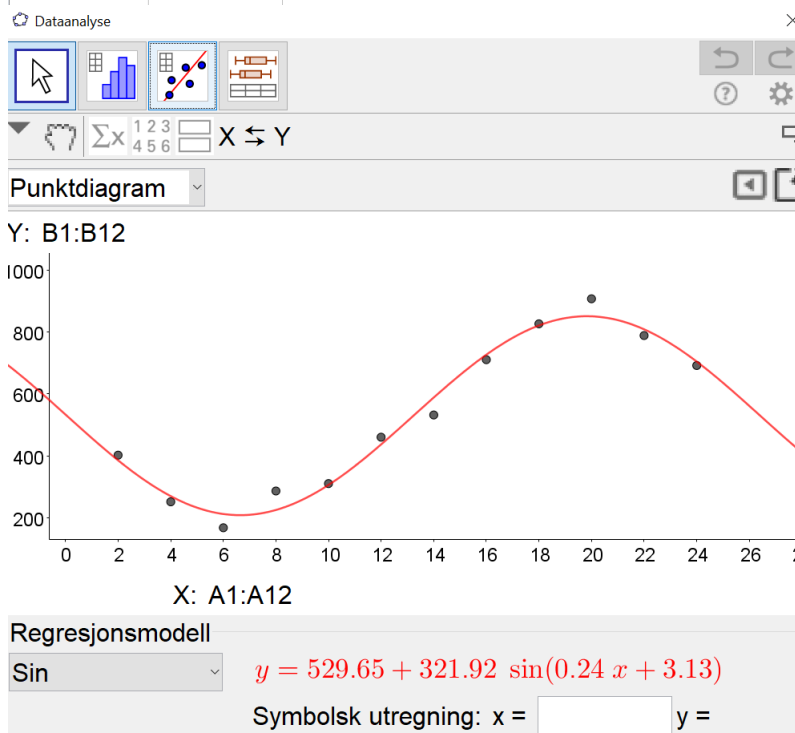 Dataanalyse
Σx 1 2 3 4 5 6 X ⇆ Y
Punktdiagram
Y: B1:B12
1000
800
600
400
200
0 2 4 6 8 10 12 14 16 18 20 22 24 26
X: A1:A12
Regresjonsmodell
Sin y = 529.65 + 321.92 sin(0.24 x + 3.13)
Symbolsk utregning: x = y =